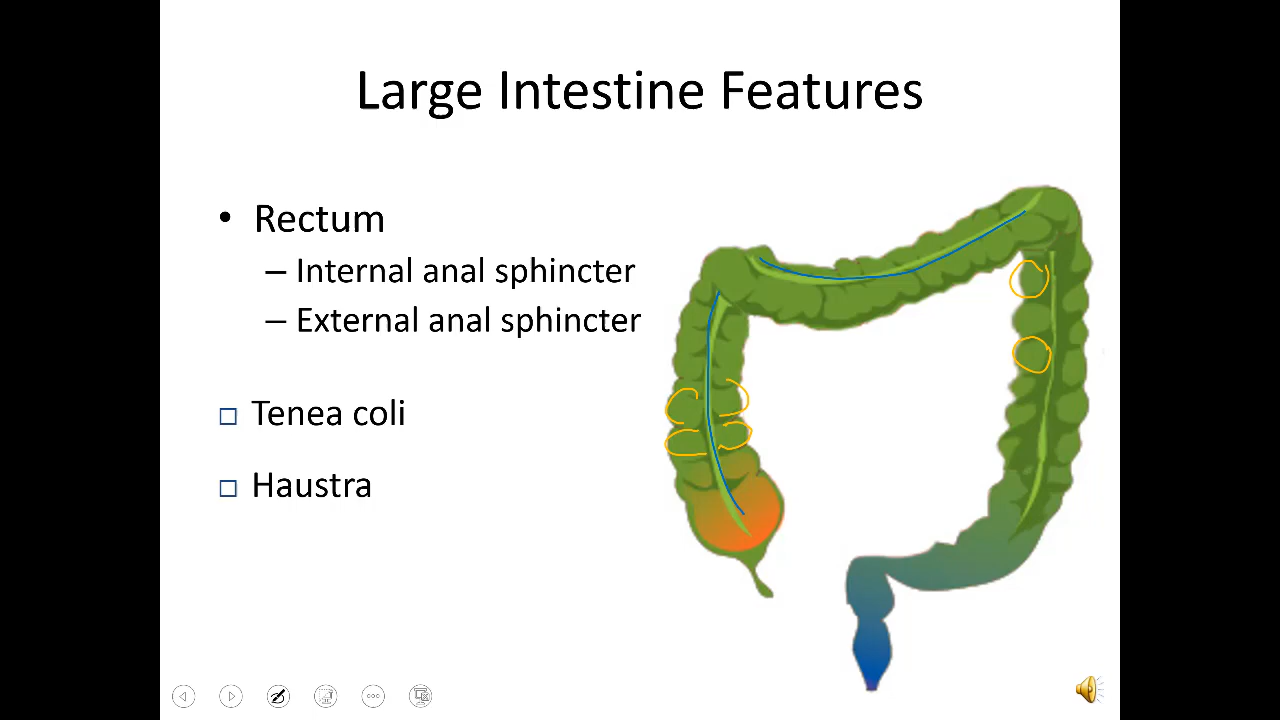 Large Intestine Features
• Rectum
– Internal anal sphincter
– External anal sphincter
□ Tenea coli
□ Haustra